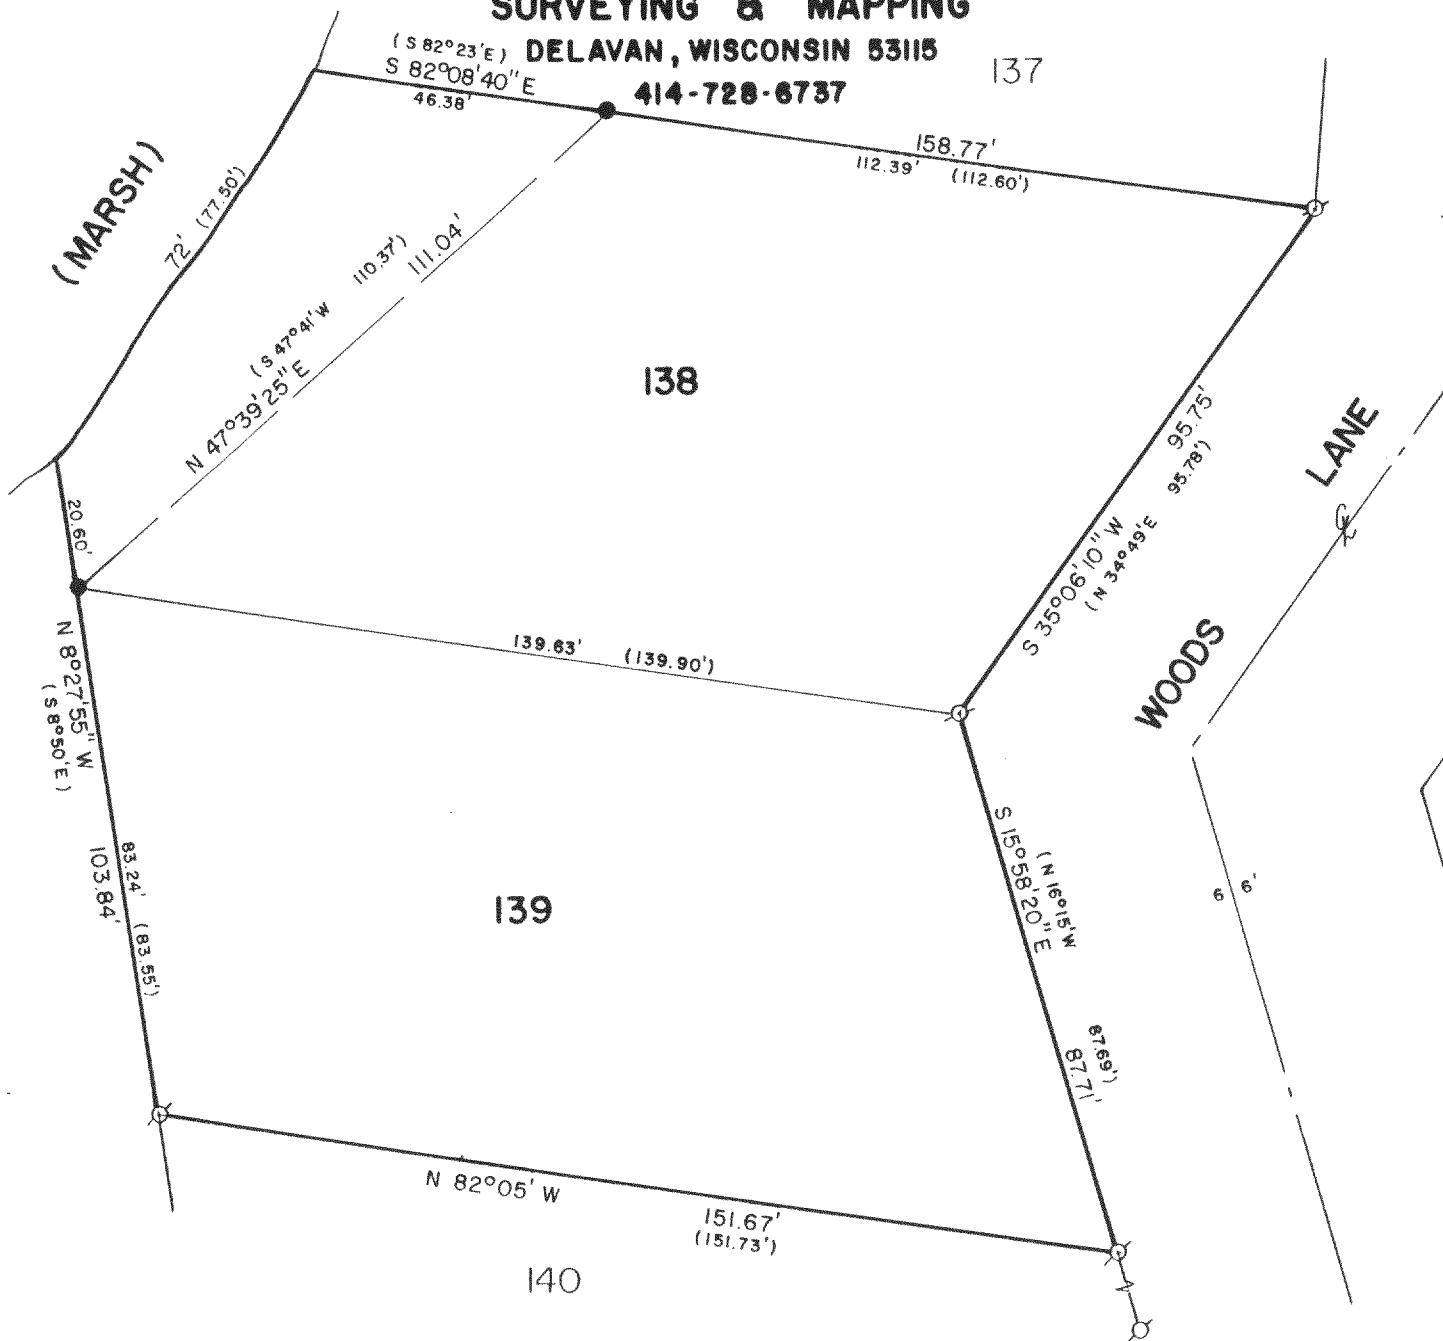 SURVEYING & MAPPING
DELAVAN, WISCONSIN 53115
414-728-6737
(S 82°23'E)
S 82°08'40" E
46.38'
137
158.77'
112.39' (112.60')
(MARSH)
72' (77.50')
(S 47°41'W 110.37')
N 47°39'25" E 111.04'
138
95.75'
S 35°06'10" W
(N 34°49'E 95.78')
WOODS LANE
℄
20.60'
139.63' (139.90')
N 8°27'55" W
(S 8°50'E)
83.24' (83.55')
103.84'
139
(N 16°15'W 87.69')
S 15°58'20" E 87.71'
66'
N 82°05' W
151.67'
(151.73')
140